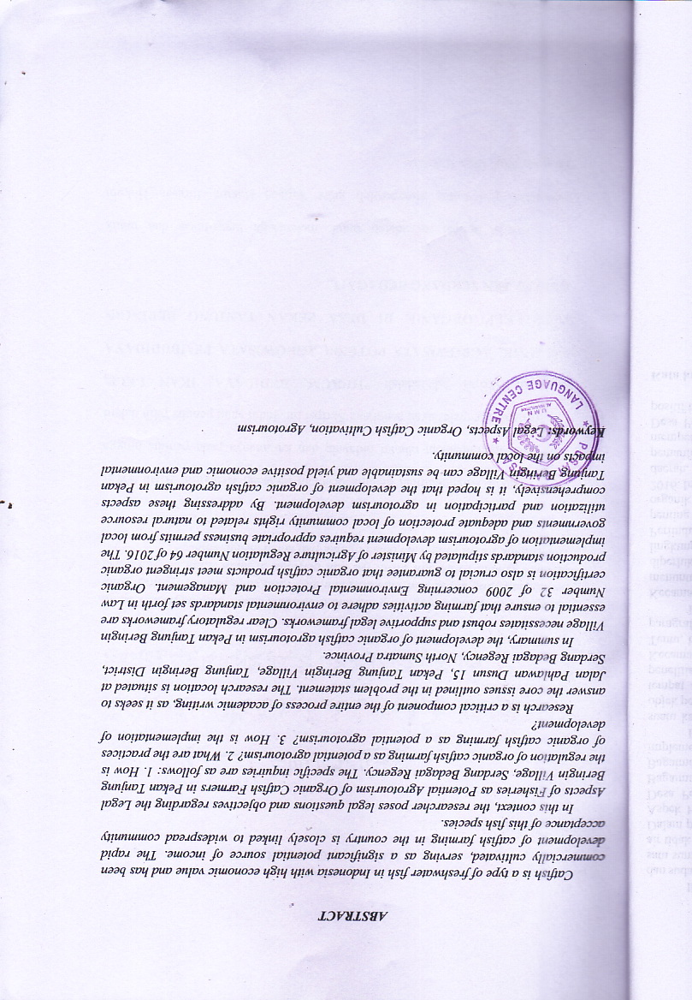 ABSTRACT
Catfish is a type of freshwater fish in Indonesia with high economic value and has been
commercially cultivated, serving as a significant potential source of income. The rapid
development of catfish farming in the country is closely linked to widespread community
acceptance of this fish species.
In this context, the researcher poses legal questions and objectives regarding the Legal
Aspects of Fisheries as Potential Agrotourism of Organic Catfish Farmers in Pekan Tanjung
Beringin Village, Serdang Bedagai Regency. The specific inquiries are as follows: 1. How is
the regulation of organic catfish farming as a potential agrotourism? 2. What are the practices
of organic catfish farming as a potential agrotourism? 3. How is the implementation of
development?
Research is a critical component of the entire process of academic writing, as it seeks to
answer the core issues outlined in the problem statement. The research location is situated at
Jalan Pahlawan Dusun 15, Pekan Tanjung Beringin Village, Tanjung Beringin District,
Serdang Bedagai Regency, North Sumatra Province.
In summary, the development of organic catfish agrotourism in Pekan Tanjung Beringin
Village necessitates robust and supportive legal frameworks. Clear regulatory frameworks are
essential to ensure that farming activities adhere to environmental standards set forth in Law
Number 32 of 2009 concerning Environmental Protection and Management. Organic
certification is also crucial to guarantee that organic catfish products meet stringent organic
production standards stipulated by Minister of Agriculture Regulation Number 64 of 2016. The
implementation of agrotourism development requires appropriate business permits from local
governments and adequate protection of local community rights related to natural resource
utilization and participation in agrotourism development. By addressing these aspects
comprehensively, it is hoped that the development of organic catfish agrotourism in Pekan
Tanjung Beringin Village can be sustainable and yield positive economic and environmental
impacts on the local community.
Keywords: Legal Aspects, Organic Catfish Cultivation, Agrotourism
PUSAT
UMN
LANGUAGE CENTRE